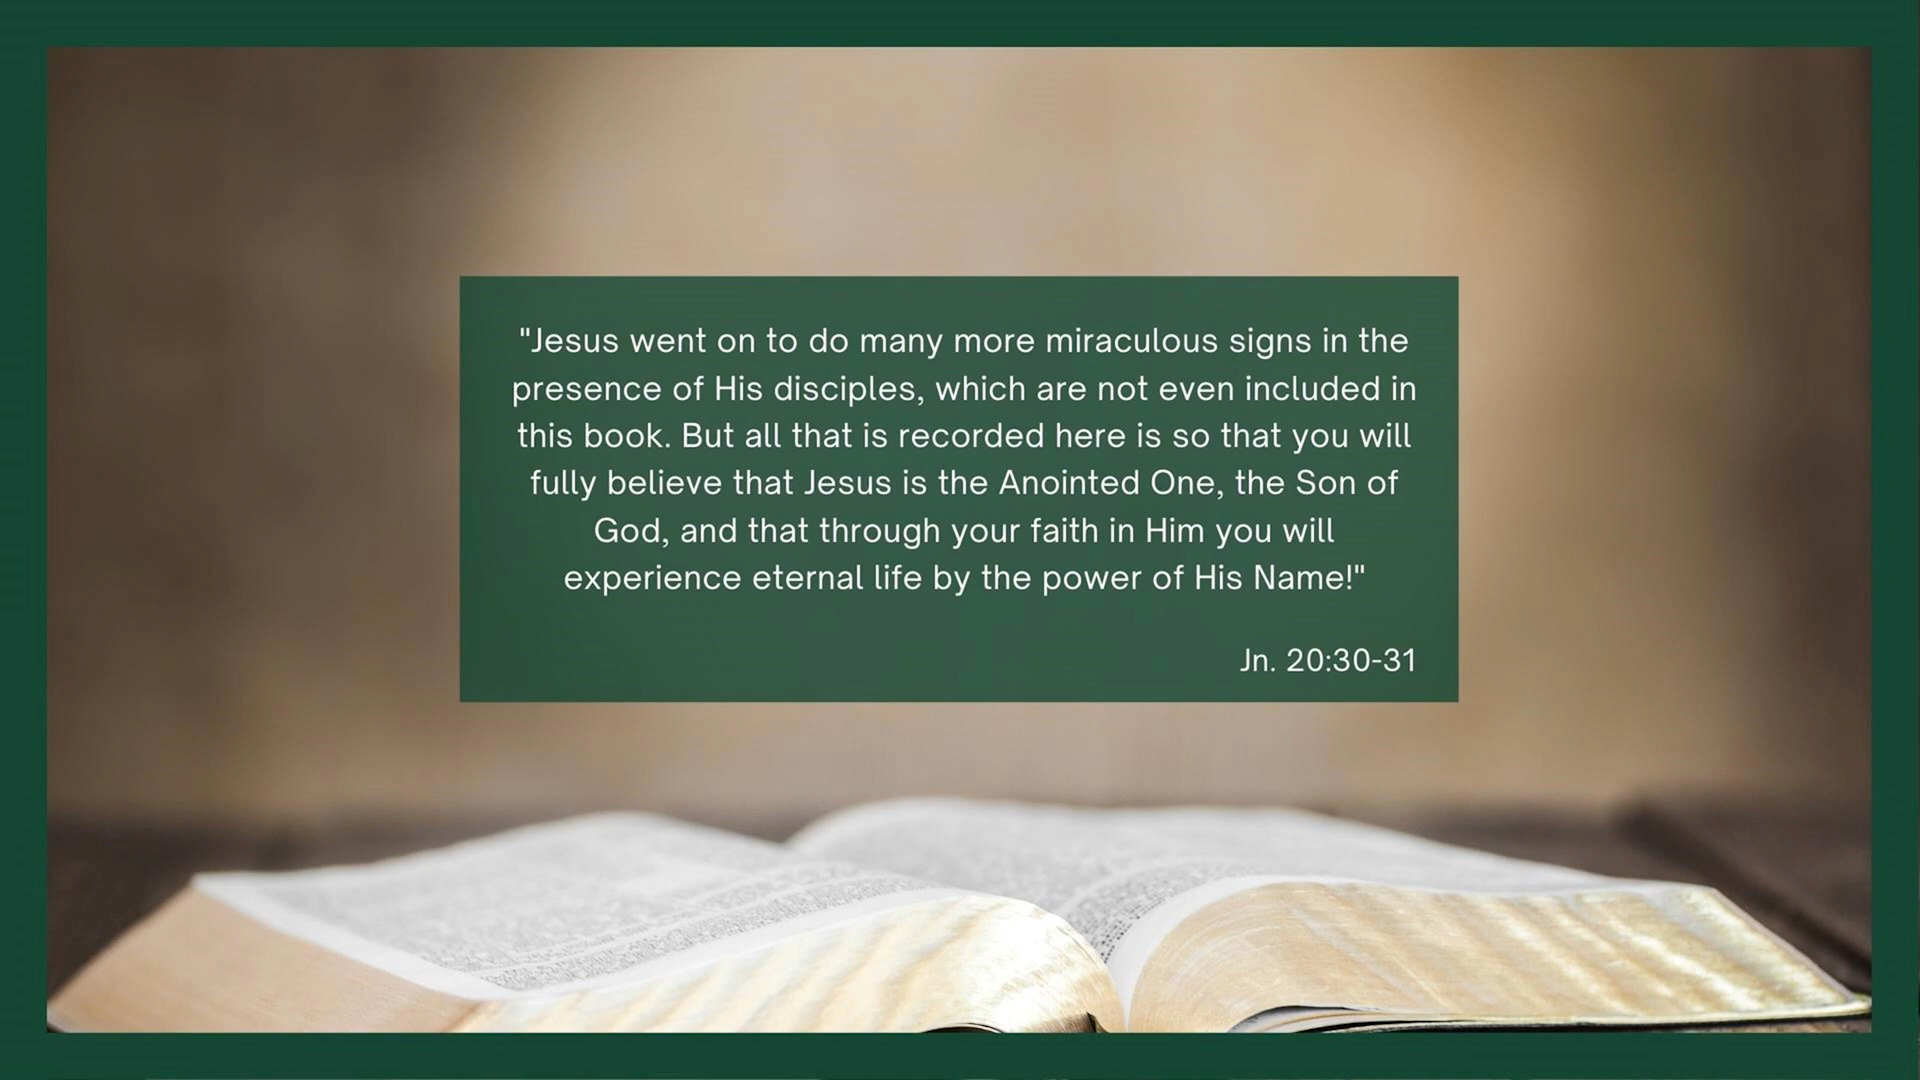 "Jesus went on to do many more miraculous signs in the
presence of His disciples, which are not even included in
this book. But all that is recorded here is so that you will
fully believe that Jesus is the Anointed One, the Son of
God, and that through your faith in Him you will
experience eternal life by the power of His Name!"
Jn. 20:30-31